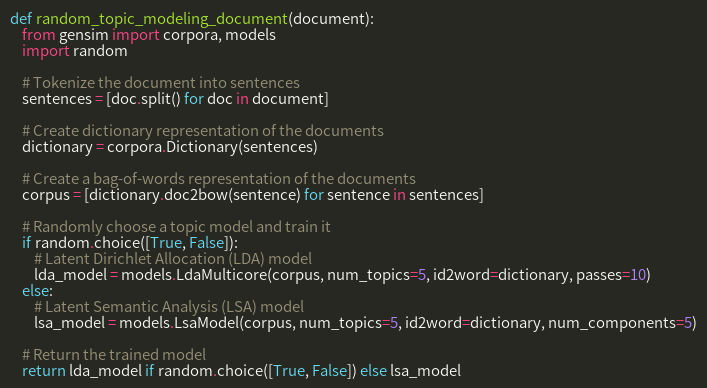 def random_topic_modeling_document(document):
from gensim import corpora, models
import random
# Tokenize the document into sentences
sentences = [doc.split() for doc in document]
# Create dictionary representation of the documents
dictionary = corpora.Dictionary(sentences)
# Create a bag-of-words representation of the documents
corpus = [dictionary.doc2bow(sentence) for sentence in sentences]
# Randomly choose a topic model and train it
if random.choice([True, False]):
# Latent Dirichlet Allocation (LDA) model
lda_model = models.LdaMulticore(corpus, num_topics=5, id2word=dictionary, passes=10)
else:
# Latent Semantic Analysis (LSA) model
lsa_model = models.LsaModel(corpus, num_topics=5, id2word=dictionary, num_components=5)
# Return the trained model
return lda_model if random.choice([True, False]) else lsa_model